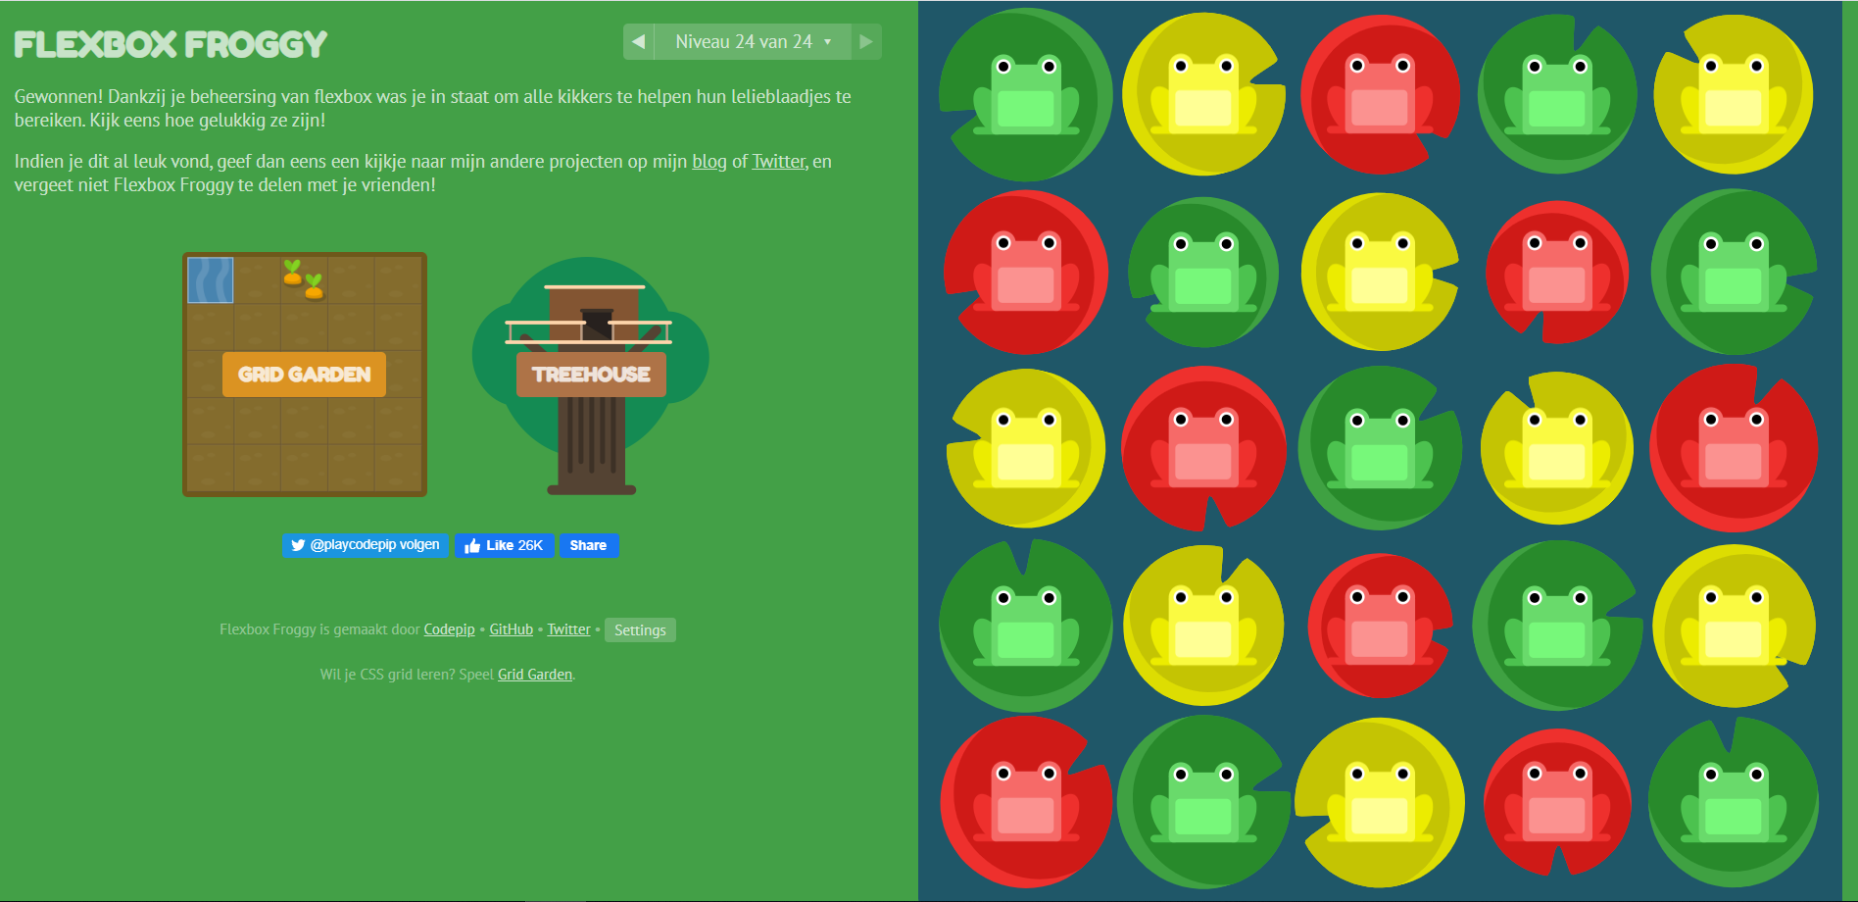 FLEXBOX FROGGY
Niveau 24 van 24
Gewonnen! Dankzij je beheersing van flexbox was je in staat om alle kikkers te helpen hun lelieblaadjes te
bereiken. Kijk eens hoe gelukkig ze zijn!
Indien je dit al leuk vond, geef dan eens een kijkje naar mijn andere projecten op mijn blog of Twitter, en
vergeet niet Flexbox Froggy te delen met je vrienden!
GRID GARDEN
TREEHOUSE
@playcodepip volgen
Like 26K
Share
Flexbox Froggy is gemaakt door Codepip • GitHub • Twitter • Settings
Wil je CSS grid leren? Speel Grid Garden.